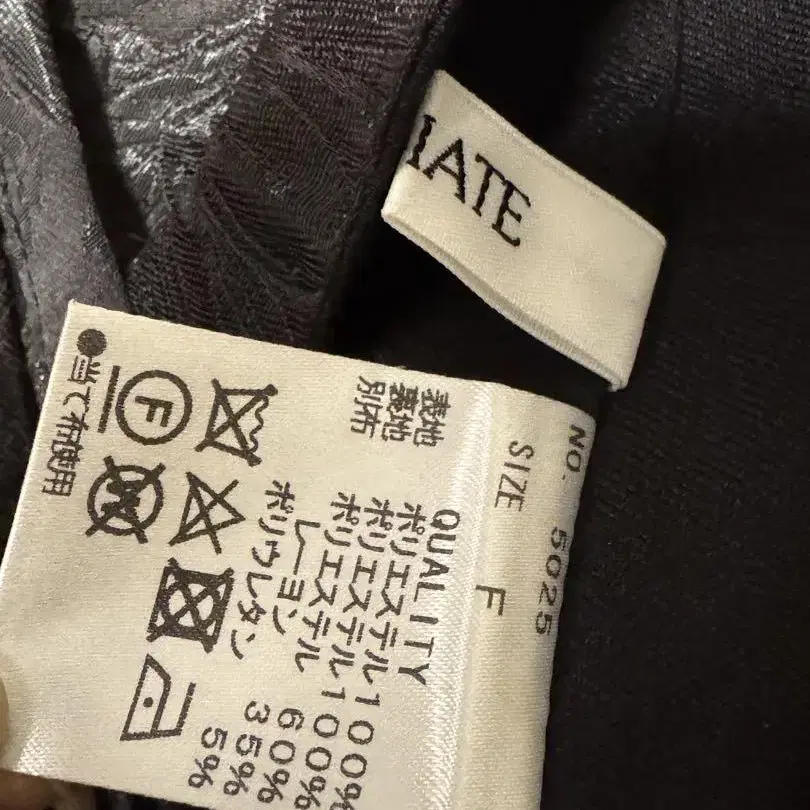 IATE
NO. 5025
SIZE F
QUALITY
表地 ポリエステル100%
裏地 ポリエステル100%
別布 ポリエステル 60%
レーヨン 35%
ポリウレタン 5%
F
W
●当て布使用